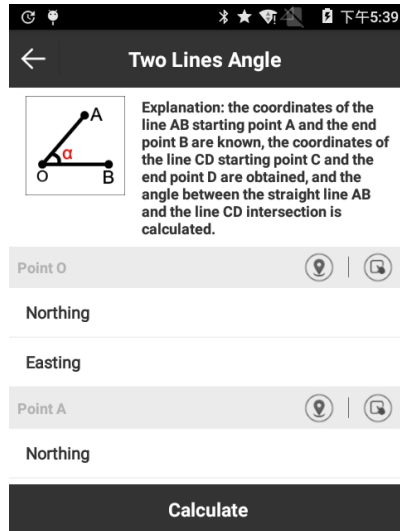 下午5:39
Two Lines Angle
A
α
O
B
Explanation: the coordinates of the
line AB starting point A and the end
point B are known, the coordinates of
the line CD starting point C and the
end point D are obtained, and the
angle between the straight line AB
and the line CD intersection is
calculated.
Point O
Northing
Easting
Point A
Northing
Calculate